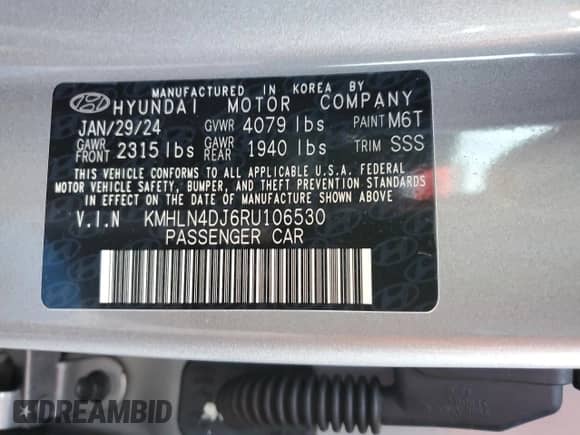 MANUFACTURED IN KOREA BY
HYUNDAI MOTOR COMPANY
JAN/29/24 GVWR 4079 lbs PAINT M6T
GAWR FRONT 2315 lbs GAWR REAR 1940 lbs TRIM SSS
THIS VEHICLE CONFORMS TO ALL APPLICABLE U.S.A. FEDERAL
MOTOR VEHICLE SAFETY, BUMPER, AND THEFT PREVENTION STANDARDS
IN EFFECT ON THE DATE OF MANUFACTURE SHOWN ABOVE
V.I.N KMHLN4DJ6RU106530
PASSENGER CAR
DREAMBID